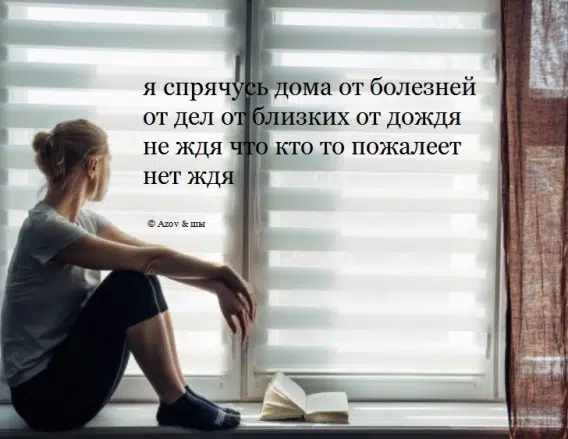 я спрячусь дома от болезней
от дел от близких от дождя
не ждя что кто то пожалеет
нет ждя
© Azov & шы